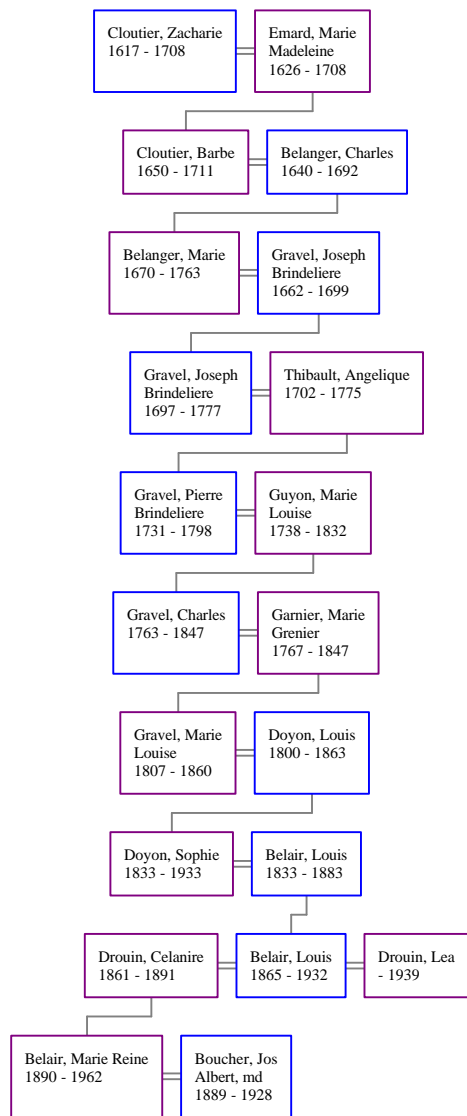 Cloutier, Zacharie
1617 - 1708
Emard, Marie
Madeleine
1626 - 1708
Cloutier, Barbe
1650 - 1711
Belanger, Charles
1640 - 1692
Belanger, Marie
1670 - 1763
Gravel, Joseph
Brindeliere
1662 - 1699
Gravel, Joseph
Brindeliere
1697 - 1777
Thibault, Angelique
1702 - 1775
Gravel, Pierre
Brindeliere
1731 - 1798
Guyon, Marie
Louise
1738 - 1832
Gravel, Charles
1763 - 1847
Garnier, Marie
Grenier
1767 - 1847
Gravel, Marie
Louise
1807 - 1860
Doyon, Louis
1800 - 1863
Doyon, Sophie
1833 - 1933
Belair, Louis
1833 - 1883
Drouin, Celanire
1861 - 1891
Belair, Louis
1865 - 1932
Drouin, Lea
- 1939
Belair, Marie Reine
1890 - 1962
Boucher, Jos
Albert, md
1889 - 1928